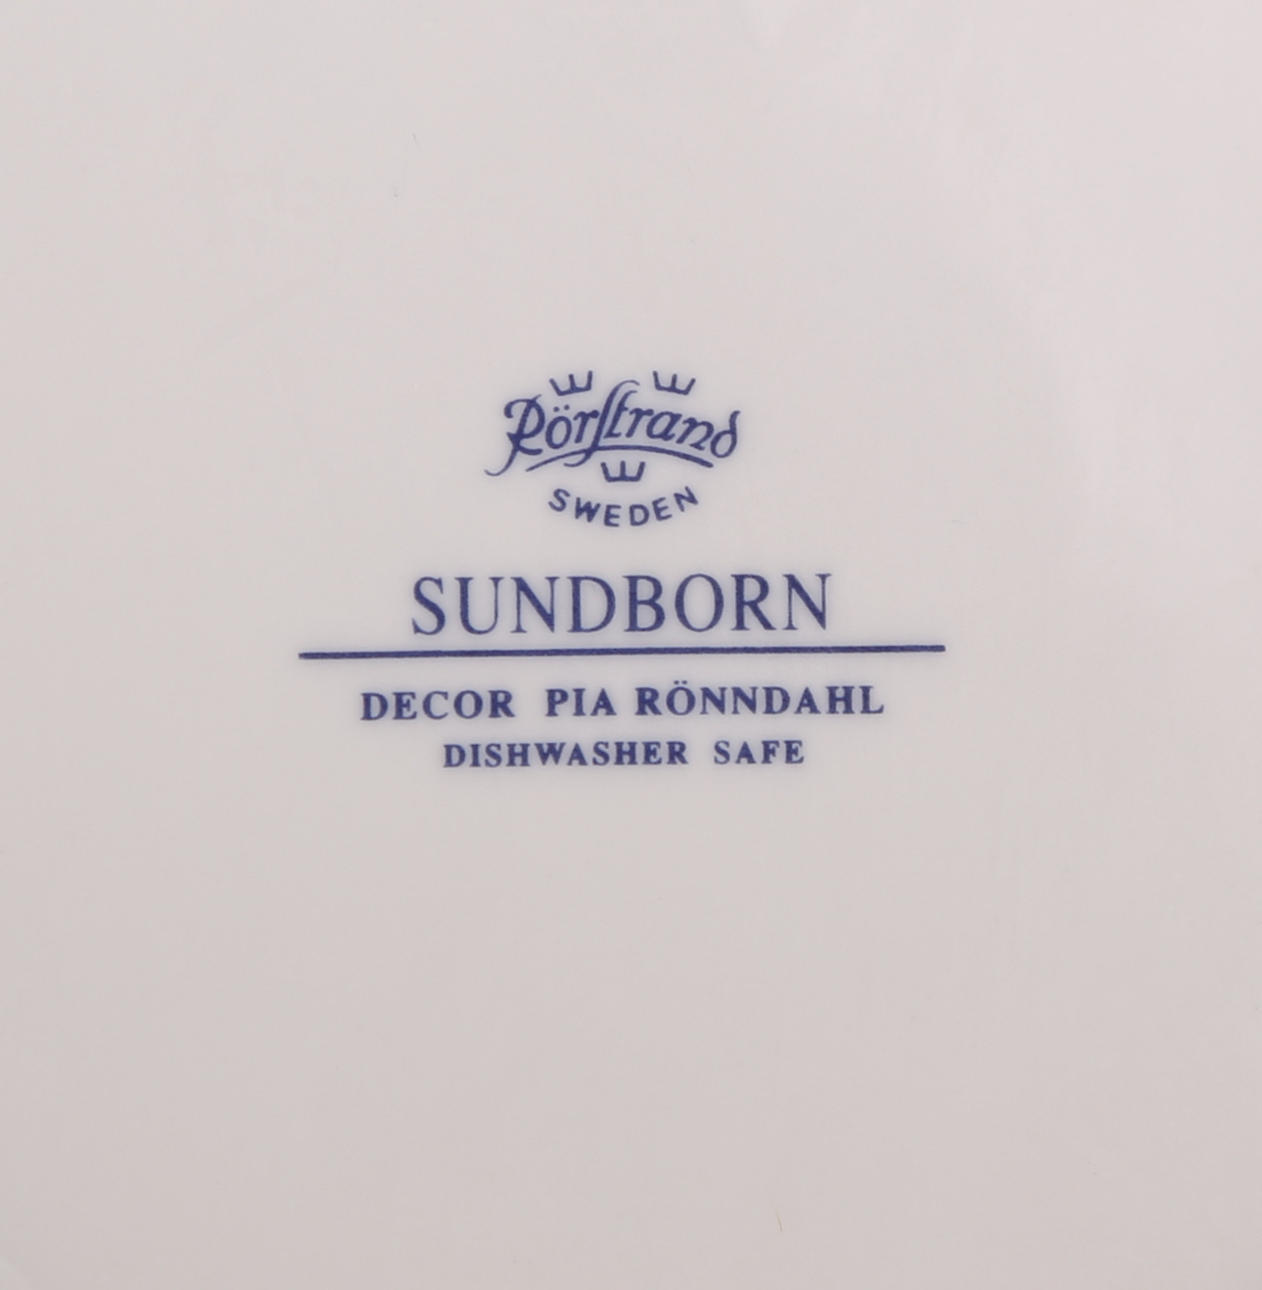 Rörstrand
SWEDEN
SUNDBORN
DECOR PIA RÖNNDAHL
DISHWASHER SAFE